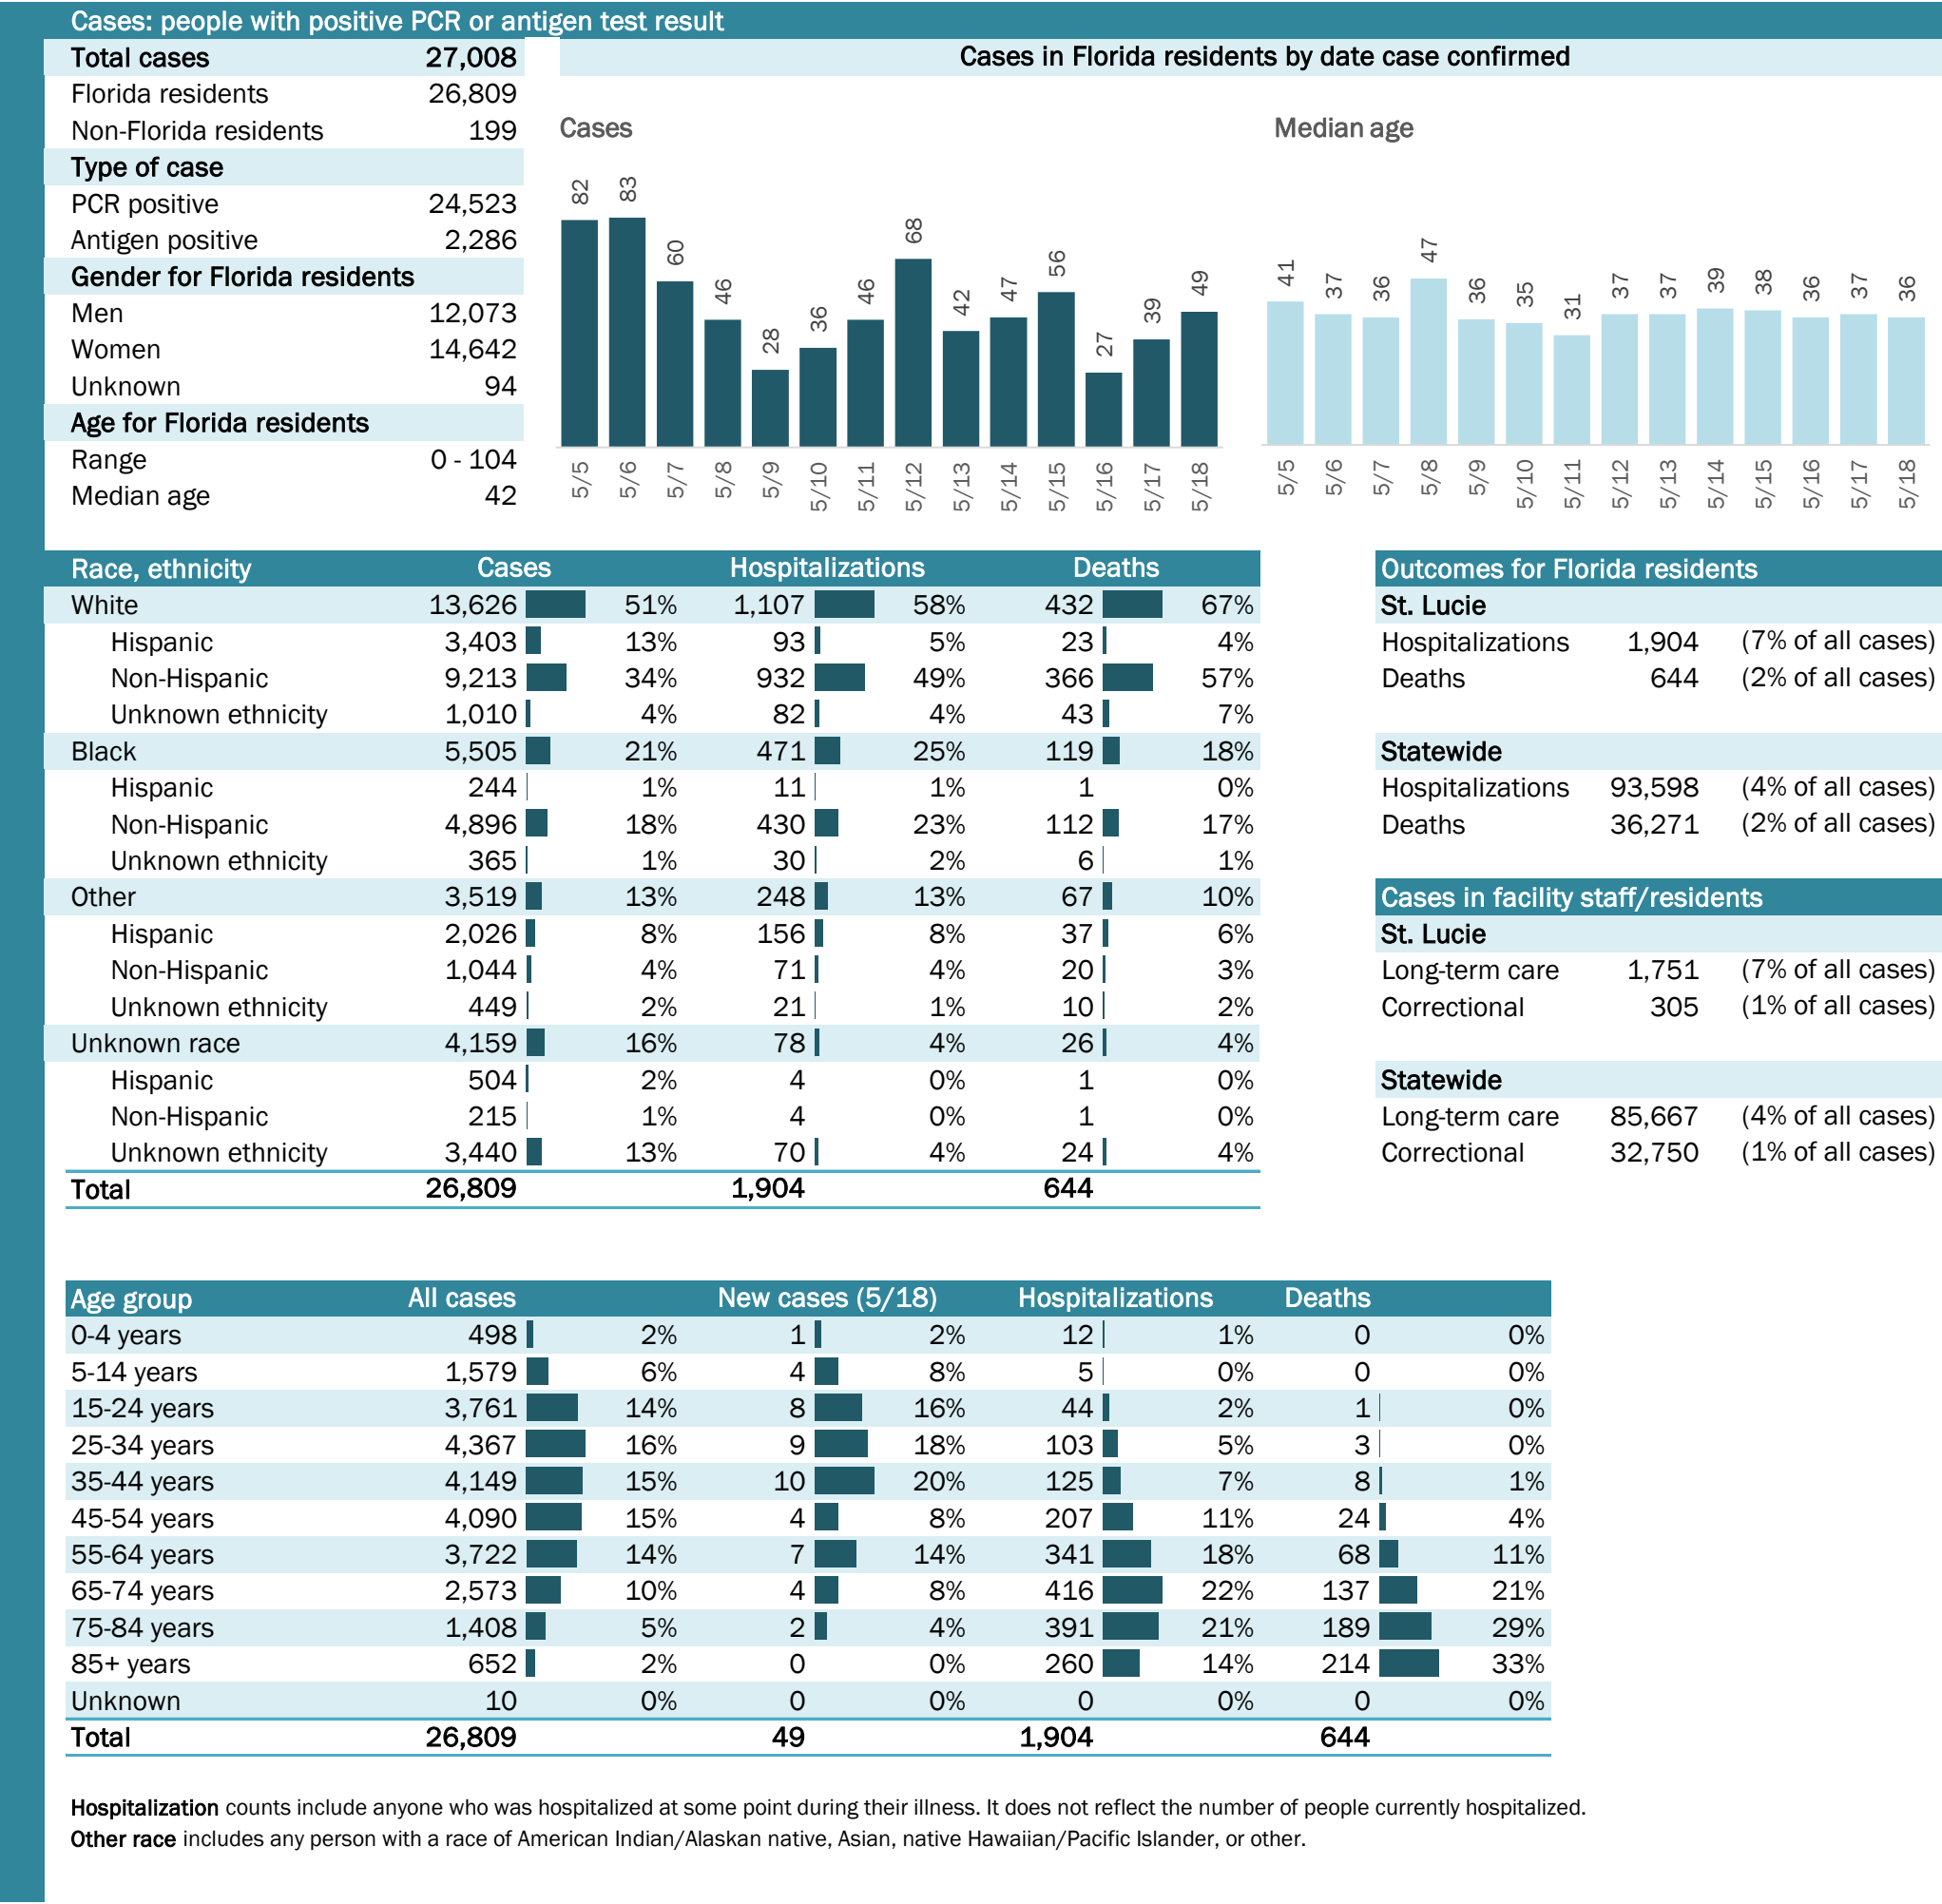 Cases: people with positive PCR or antigen test result
Total cases 27,008
Florida residents 26,809
Non-Florida residents 199
Type of case
PCR positive 24,523
Antigen positive 2,286
Gender for Florida residents
Men 12,073
Women 14,642
Unknown 94
Age for Florida residents
Range 0 - 104
Median age 42
Cases in Florida residents by date case confirmed
Cases
82 83 60 46 28 36 46 68 42 47 56 27 39 49
5/5 5/6 5/7 5/8 5/9 5/10 5/11 5/12 5/13 5/14 5/15 5/16 5/17 5/18
Median age
41 37 36 47 36 35 31 37 37 39 38 36 37 36
5/5 5/6 5/7 5/8 5/9 5/10 5/11 5/12 5/13 5/14 5/15 5/16 5/17 5/18
Race, ethnicity Cases Hospitalizations Deaths
White 13,626 51% 1,107 58% 432 67%
Hispanic 3,403 13% 93 5% 23 4%
Non-Hispanic 9,213 34% 932 49% 366 57%
Unknown ethnicity 1,010 4% 82 4% 43 7%
Black 5,505 21% 471 25% 119 18%
Hispanic 244 1% 11 1% 1 0%
Non-Hispanic 4,896 18% 430 23% 112 17%
Unknown ethnicity 365 1% 30 2% 6 1%
Other 3,519 13% 248 13% 67 10%
Hispanic 2,026 8% 156 8% 37 6%
Non-Hispanic 1,044 4% 71 4% 20 3%
Unknown ethnicity 449 2% 21 1% 10 2%
Unknown race 4,159 16% 78 4% 26 4%
Hispanic 504 2% 4 0% 1 0%
Non-Hispanic 215 1% 4 0% 1 0%
Unknown ethnicity 3,440 13% 70 4% 24 4%
Total 26,809 1,904 644
Outcomes for Florida residents
St. Lucie
Hospitalizations 1,904 (7% of all cases)
Deaths 644 (2% of all cases)
Statewide
Hospitalizations 93,598 (4% of all cases)
Deaths 36,271 (2% of all cases)
Cases in facility staff/residents
St. Lucie
Long-term care 1,751 (7% of all cases)
Correctional 305 (1% of all cases)
Statewide
Long-term care 85,667 (4% of all cases)
Correctional 32,750 (1% of all cases)
Age group All cases New cases (5/18) Hospitalizations Deaths
0-4 years 498 2% 1 2% 12 1% 0 0%
5-14 years 1,579 6% 4 8% 5 0% 0 0%
15-24 years 3,761 14% 8 16% 44 2% 1 0%
25-34 years 4,367 16% 9 18% 103 5% 3 0%
35-44 years 4,149 15% 10 20% 125 7% 8 1%
45-54 years 4,090 15% 4 8% 207 11% 24 4%
55-64 years 3,722 14% 7 14% 341 18% 68 11%
65-74 years 2,573 10% 4 8% 416 22% 137 21%
75-84 years 1,408 5% 2 4% 391 21% 189 29%
85+ years 652 2% 0 0% 260 14% 214 33%
Unknown 10 0% 0 0% 0 0% 0 0%
Total 26,809 49 1,904 644
Hospitalization counts include anyone who was hospitalized at some point during their illness. It does not reflect the number of people currently hospitalized.
Other race includes any person with a race of American Indian/Alaskan native, Asian, native Hawaiian/Pacific Islander, or other.